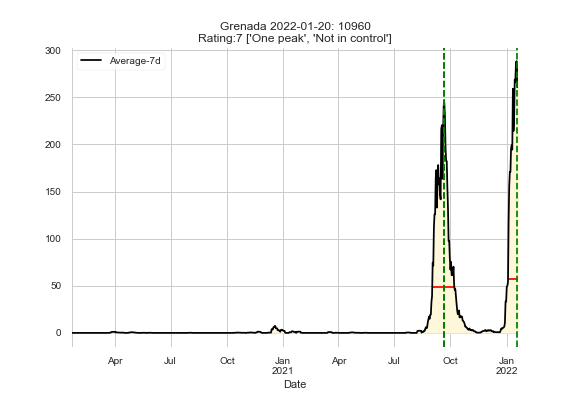 Grenada 2022-01-20: 10960
Rating:7 ['One peak', 'Not in control']
Average-7d
300
250
200
150
100
50
0
Apr Jul Oct Jan Apr Jul Oct Jan
2021 2022
Date